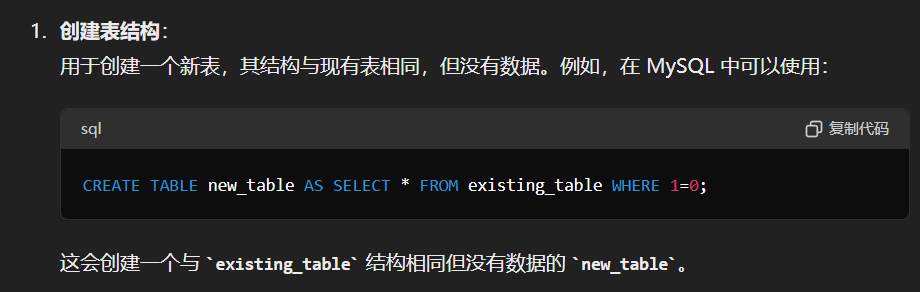 1. 创建表结构：
用于创建一个新表，其结构与现有表相同，但没有数据。例如，在 MySQL 中可以使用：
sql 复制代码
CREATE TABLE new_table AS SELECT * FROM existing_table WHERE 1=0;
这会创建一个与 `existing_table` 结构相同但没有数据的 `new_table`。